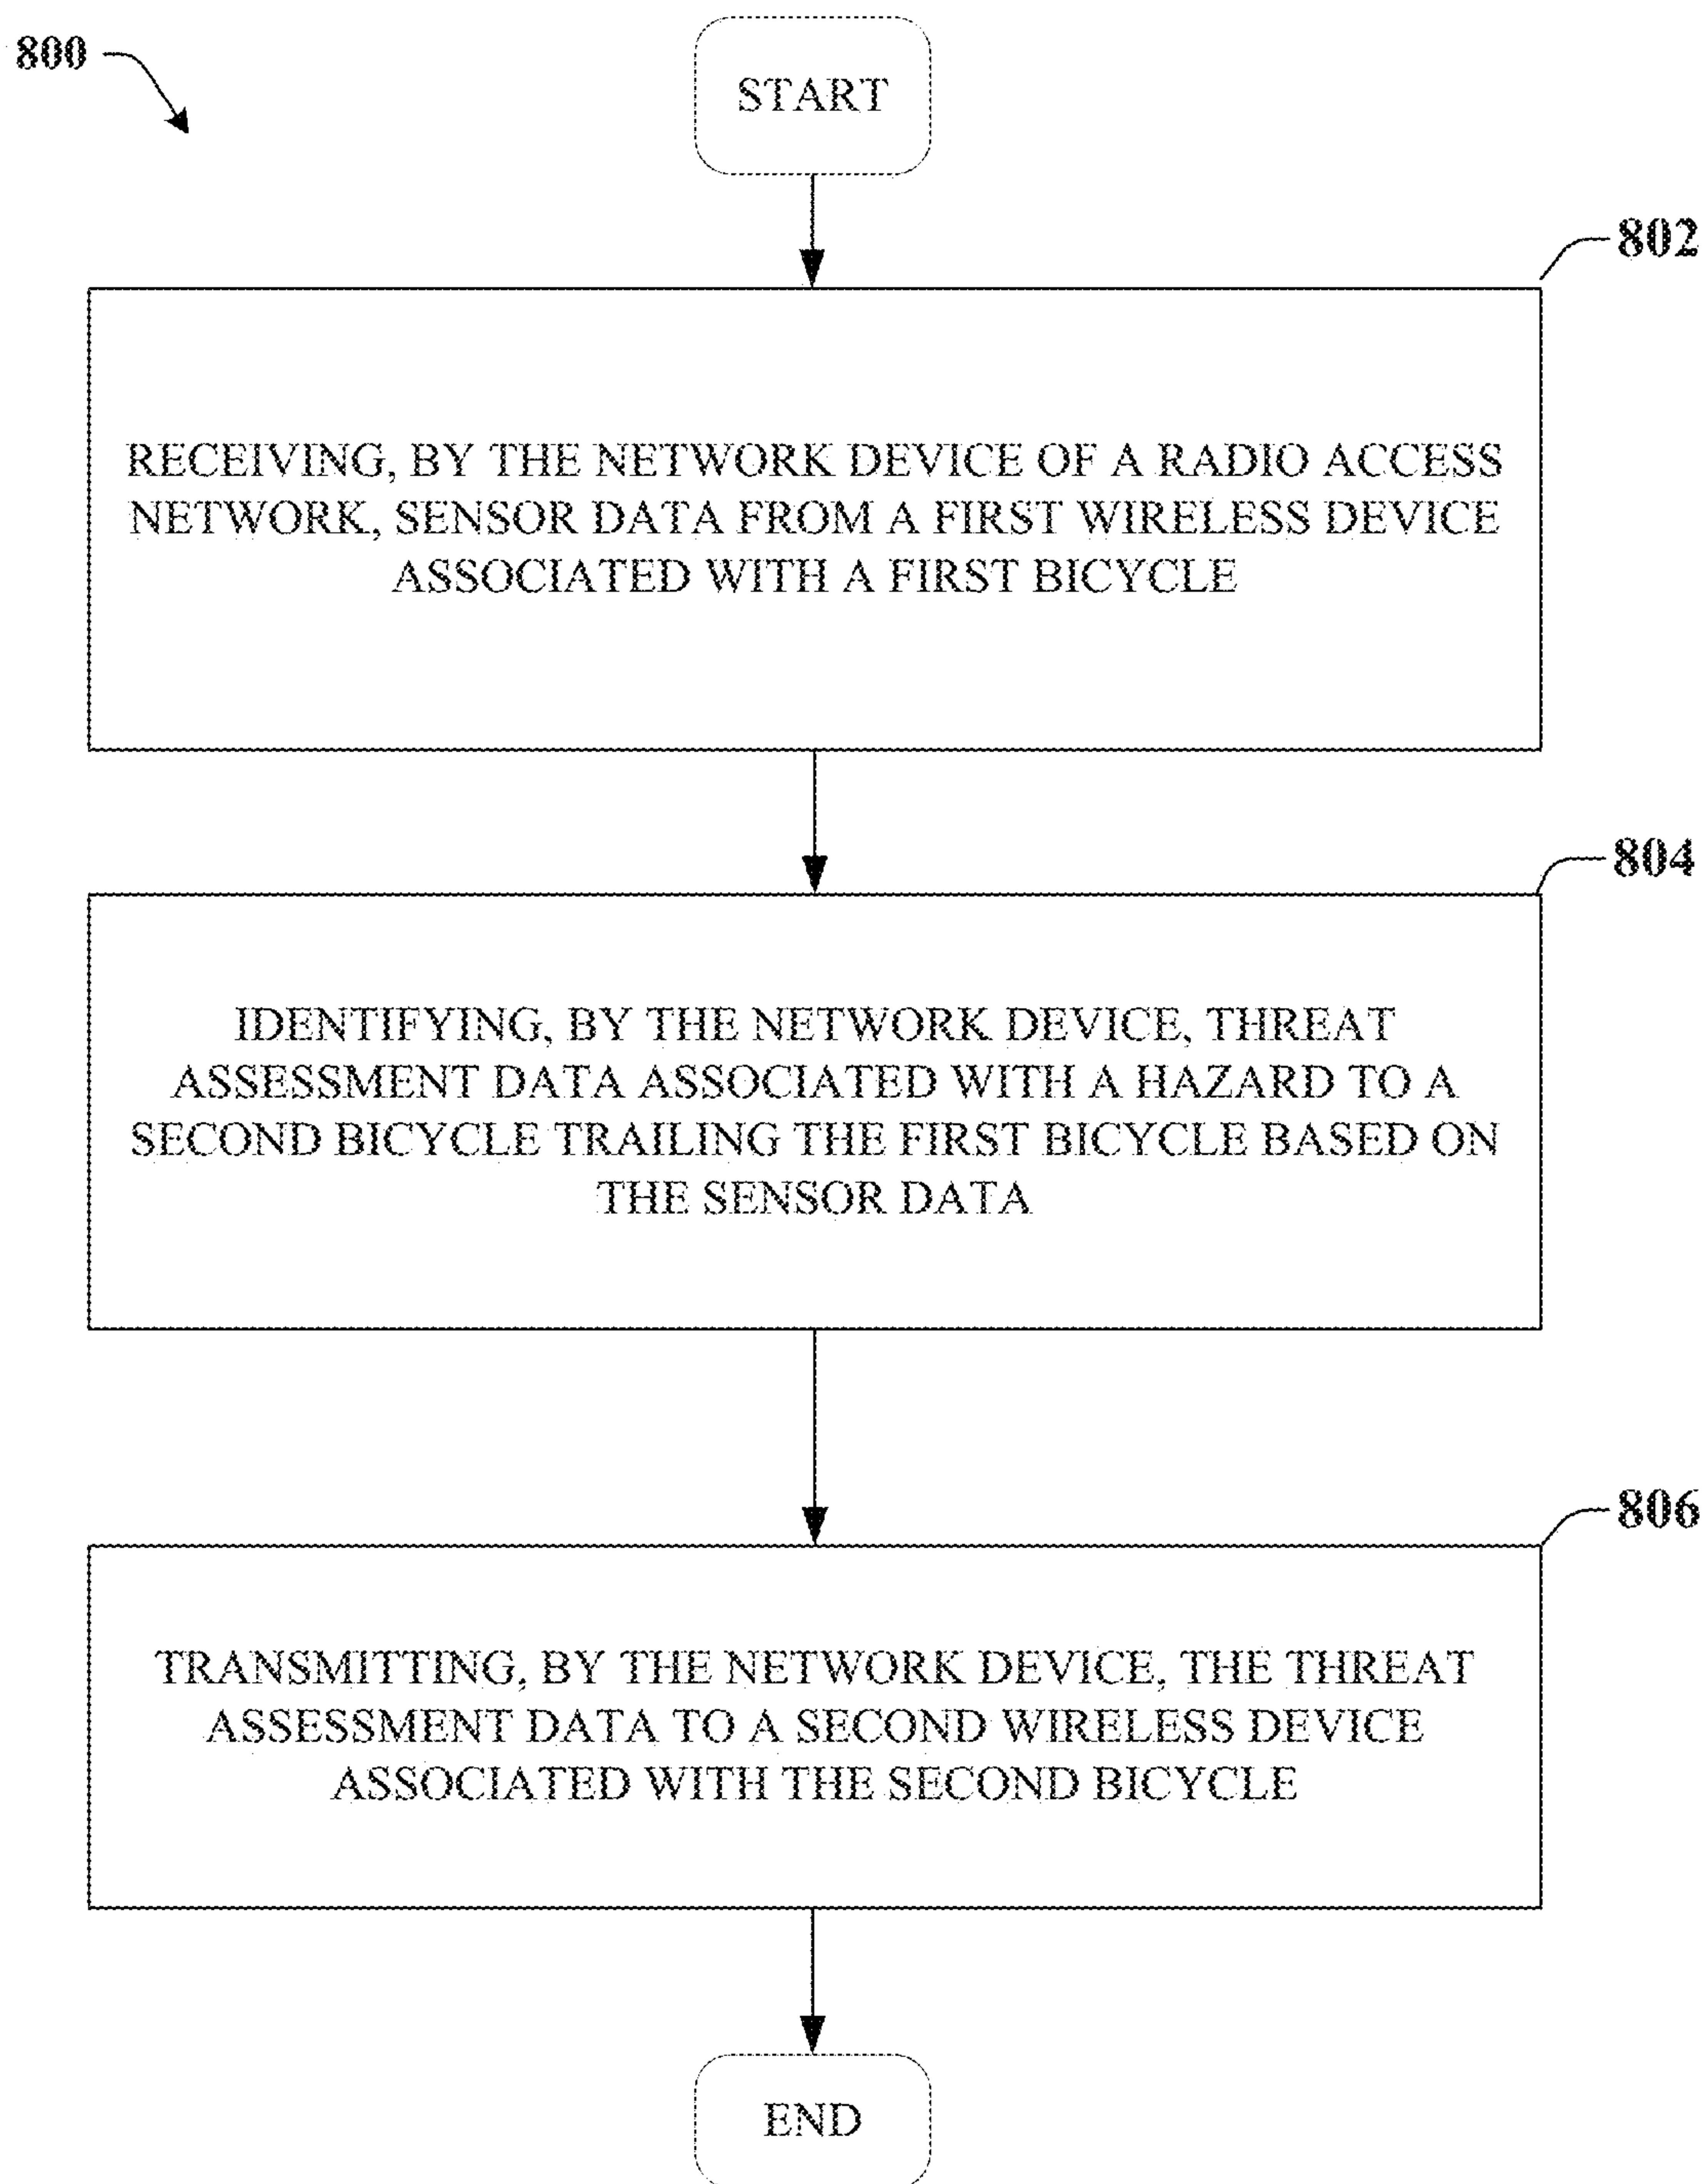 800
START
802
RECEIVING, BY THE NETWORK DEVICE OF A RADIO ACCESS
NETWORK, SENSOR DATA FROM A FIRST WIRELESS DEVICE
ASSOCIATED WITH A FIRST BICYCLE
804
IDENTIFYING, BY THE NETWORK DEVICE, THREAT
ASSESSMENT DATA ASSOCIATED WITH A HAZARD TO A
SECOND BICYCLE TRAILING THE FIRST BICYCLE BASED ON
THE SENSOR DATA
806
TRANSMITTING, BY THE NETWORK DEVICE, THE THREAT
ASSESSMENT DATA TO A SECOND WIRELESS DEVICE
ASSOCIATED WITH THE SECOND BICYCLE
END